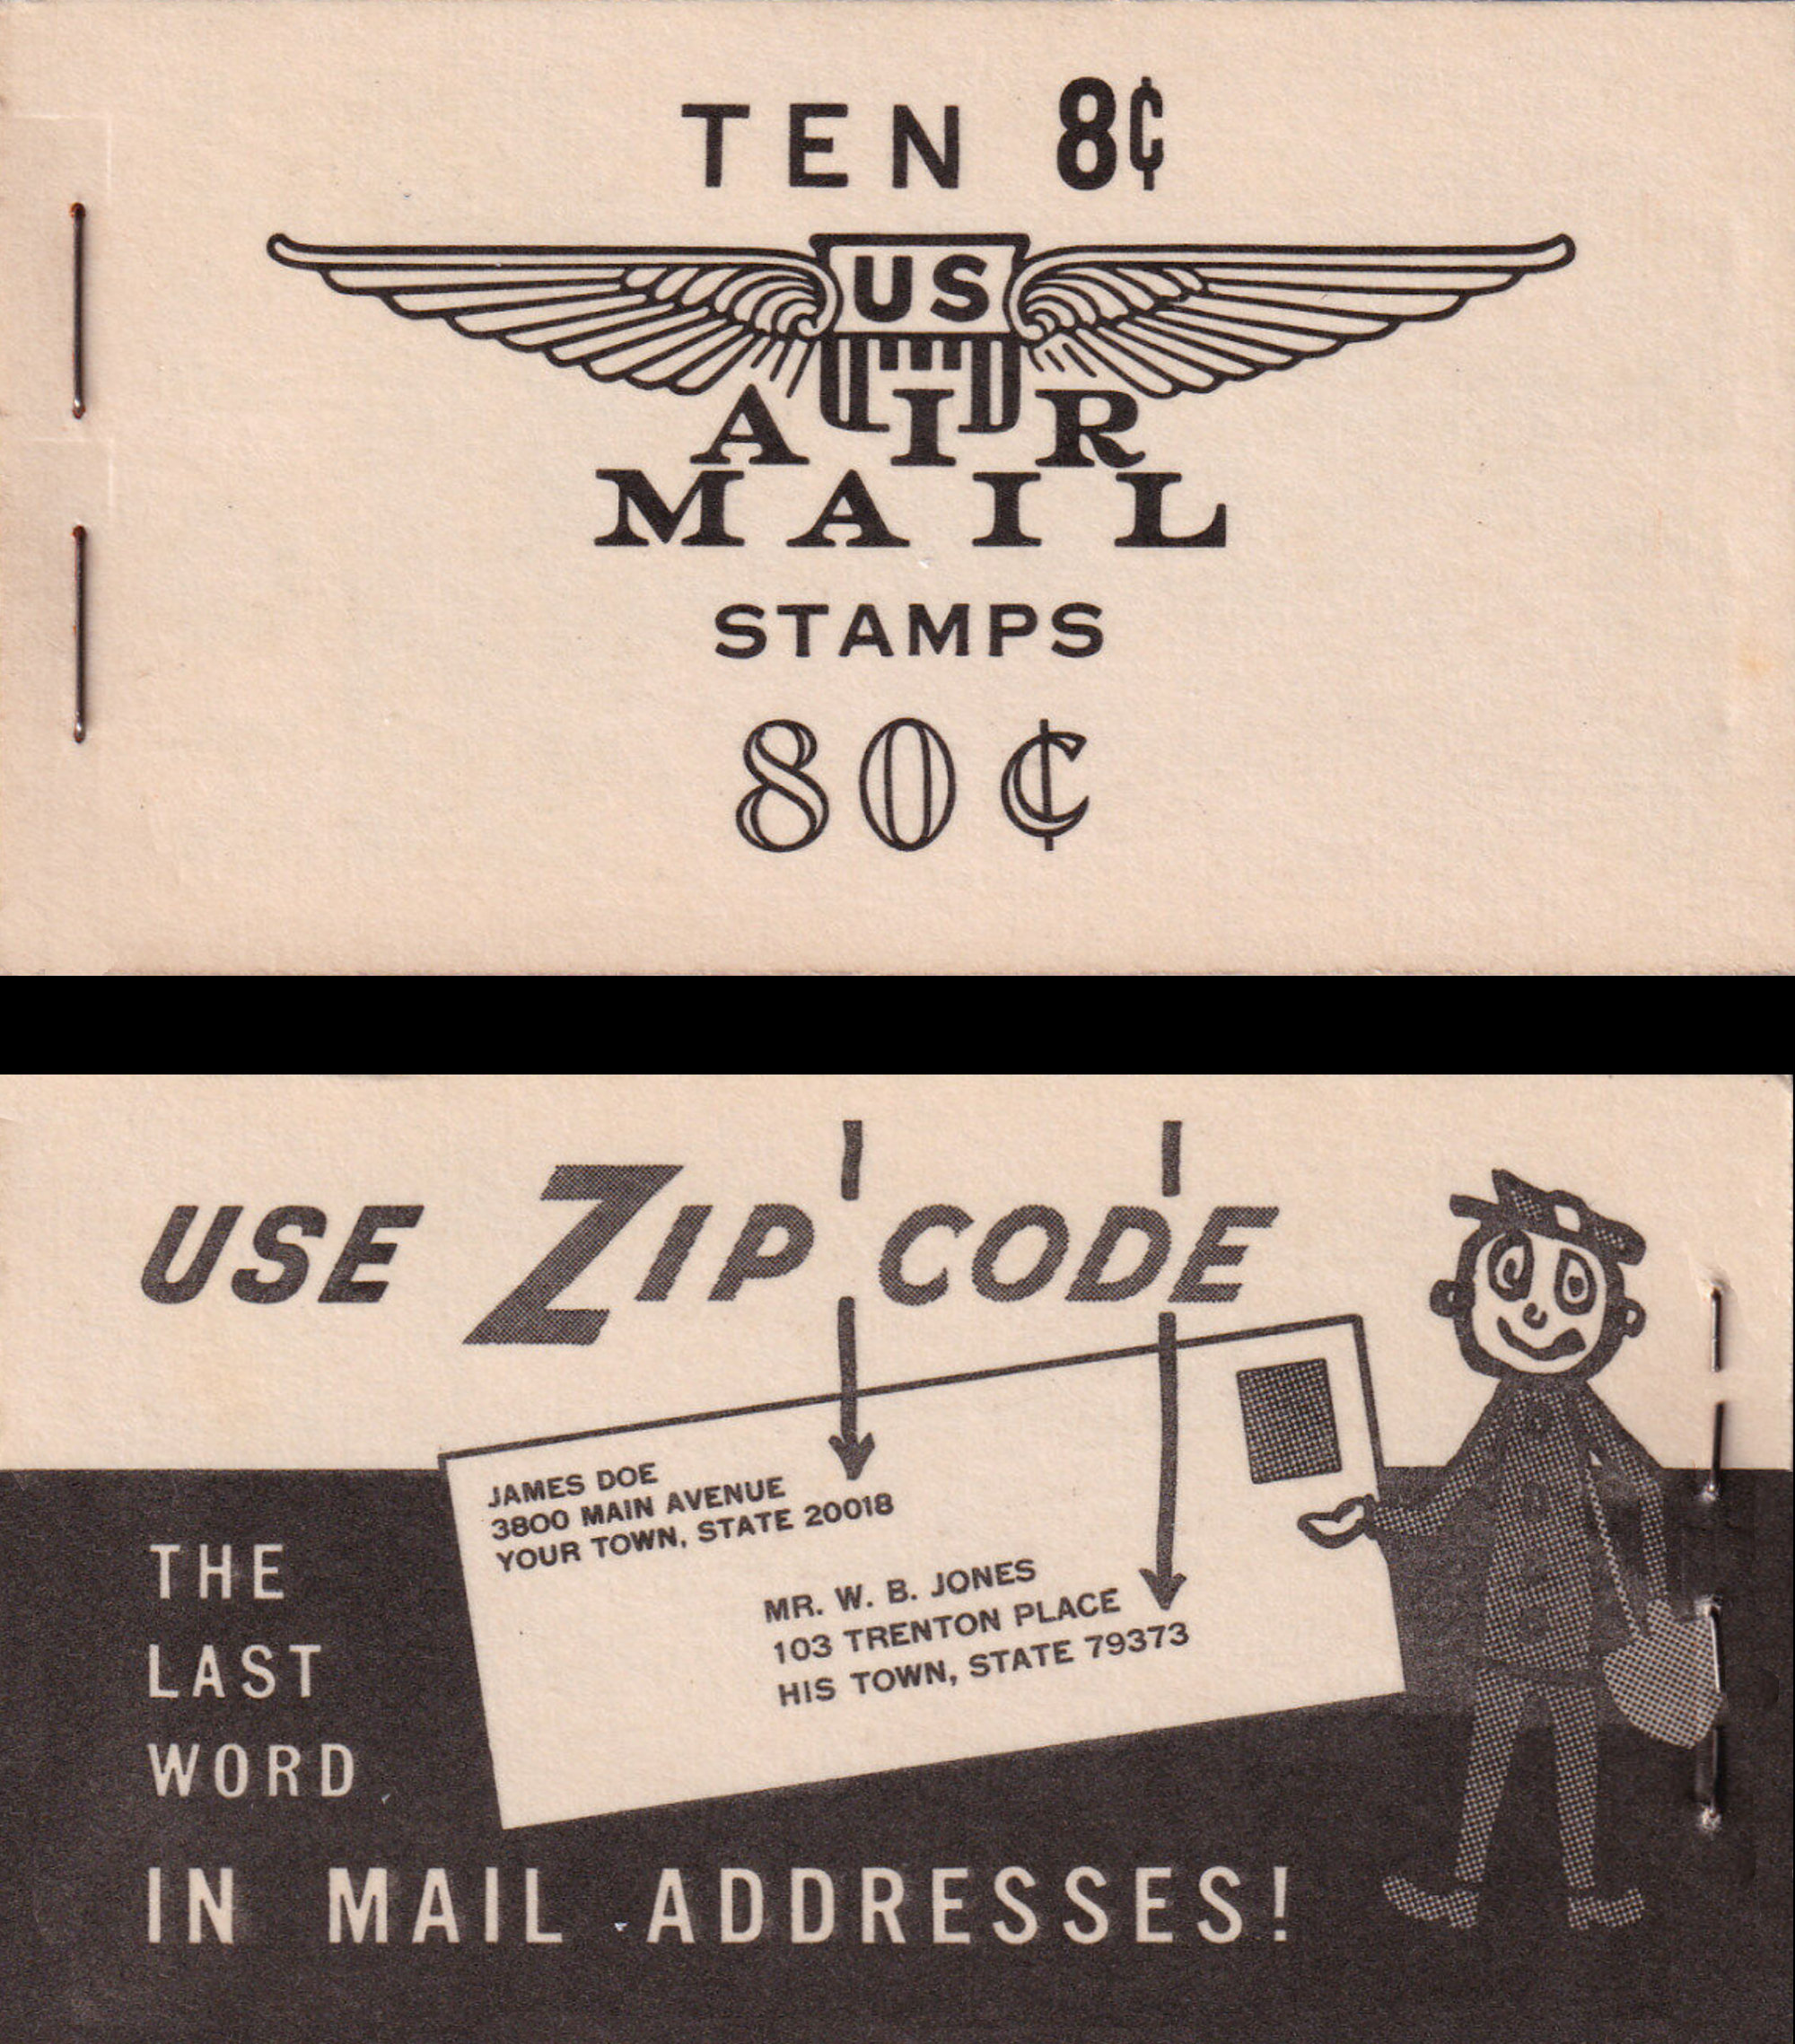 TEN 8¢
US
AIR
MAIL
STAMPS
80¢
USE ZIP CODE
JAMES DOE
3800 MAIN AVENUE
YOUR TOWN, STATE 20018
MR. W. B. JONES
103 TRENTON PLACE
HIS TOWN, STATE 79373
THE
LAST
WORD
IN MAIL ADDRESSES!